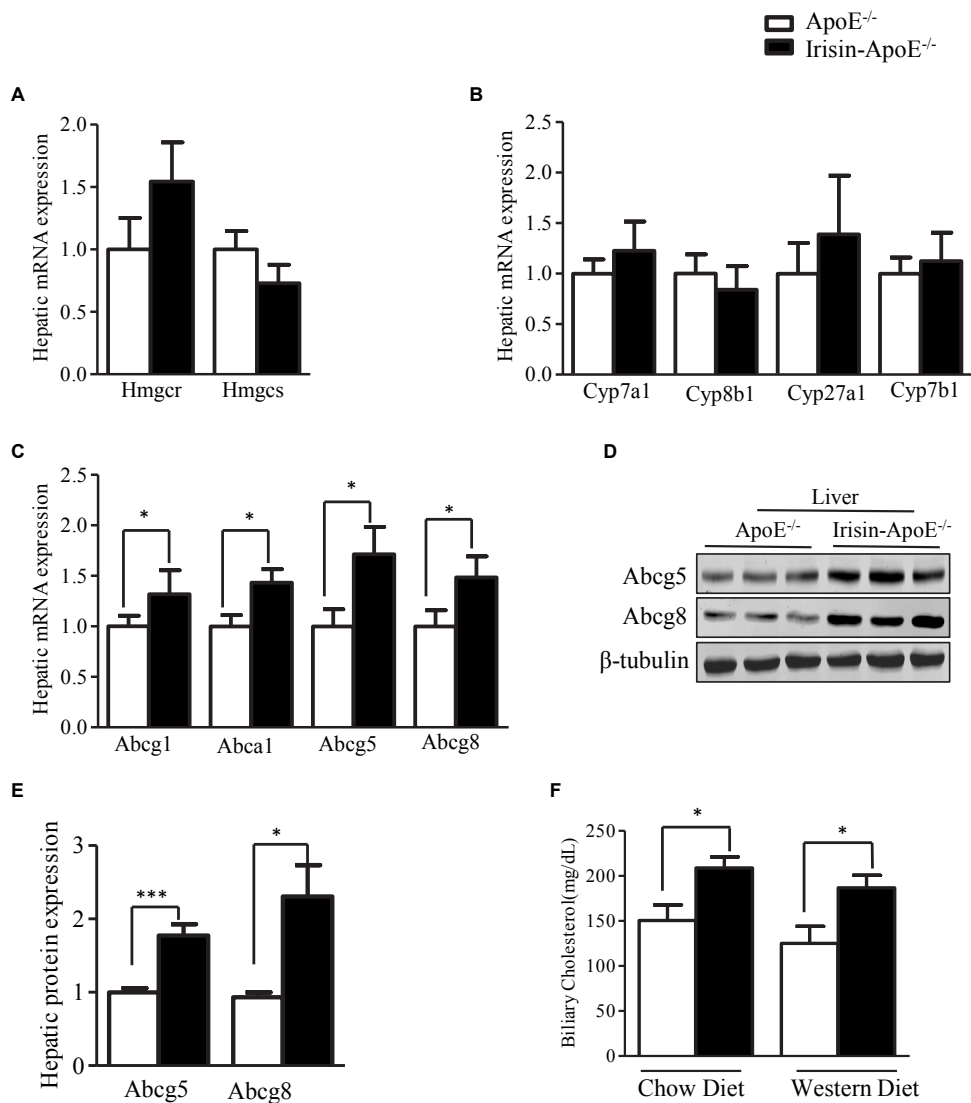 ApoE-/-
Irisin-ApoE-/-
A
Hepatic mRNA expression
2.0
1.5
1.0
0.5
0.0
Hmgcr Hmgcs
B
Hepatic mRNA expression
2.5
2.0
1.5
1.0
0.5
0.0
Cyp7a1 Cyp8b1 Cyp27a1 Cyp7b1
C
Hepatic mRNA expression
2.5
2.0
1.5
1.0
0.5
0.0
* * * *
Abcg1 Abca1 Abcg5 Abcg8
D
Liver
ApoE-/- Irisin-ApoE-/-
Abcg5
Abcg8
β-tubulin
E
Hepatic protein expression
3
2
1
0
*** *
Abcg5 Abcg8
F
Biliary Cholesterol(mg/dL)
250
200
150
100
50
0
* *
Chow Diet Western Diet